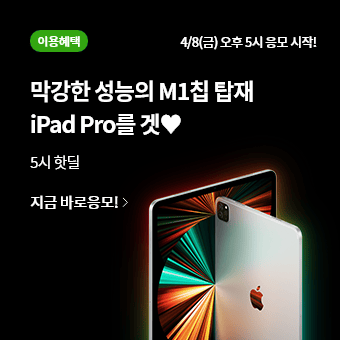 이용혜택
4/8(금) 오후 5시 응모 시작!
막강한 성능의 M1칩 탑재
iPad Pro를 겟♥
5시 핫딜
지금 바로응모! >